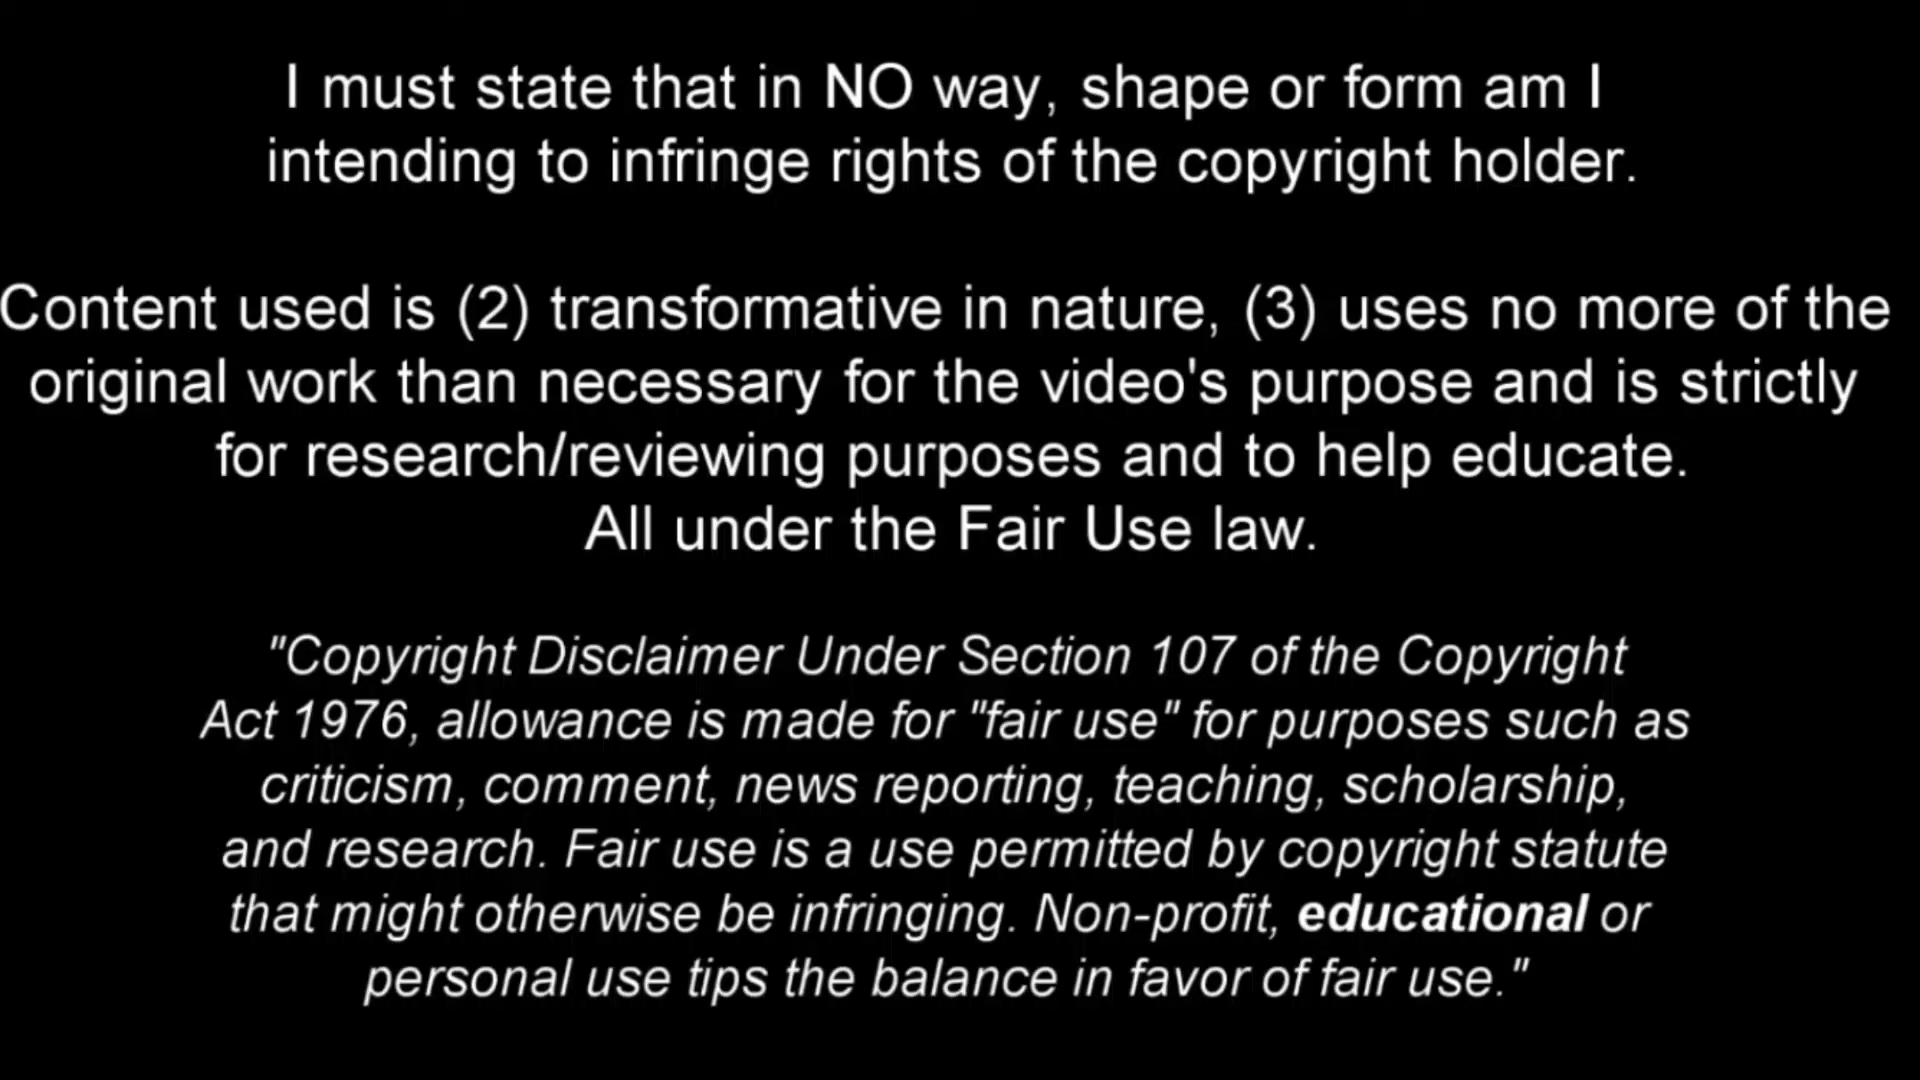 I must state that in NO way, shape or form am I
intending to infringe rights of the copyright holder.
Content used is (2) transformative in nature, (3) uses no more of the
original work than necessary for the video's purpose and is strictly
for research/reviewing purposes and to help educate.
All under the Fair Use law.
"Copyright Disclaimer Under Section 107 of the Copyright
Act 1976, allowance is made for "fair use" for purposes such as
criticism, comment, news reporting, teaching, scholarship,
and research. Fair use is a use permitted by copyright statute
that might otherwise be infringing. Non-profit, educational or
personal use tips the balance in favor of fair use."